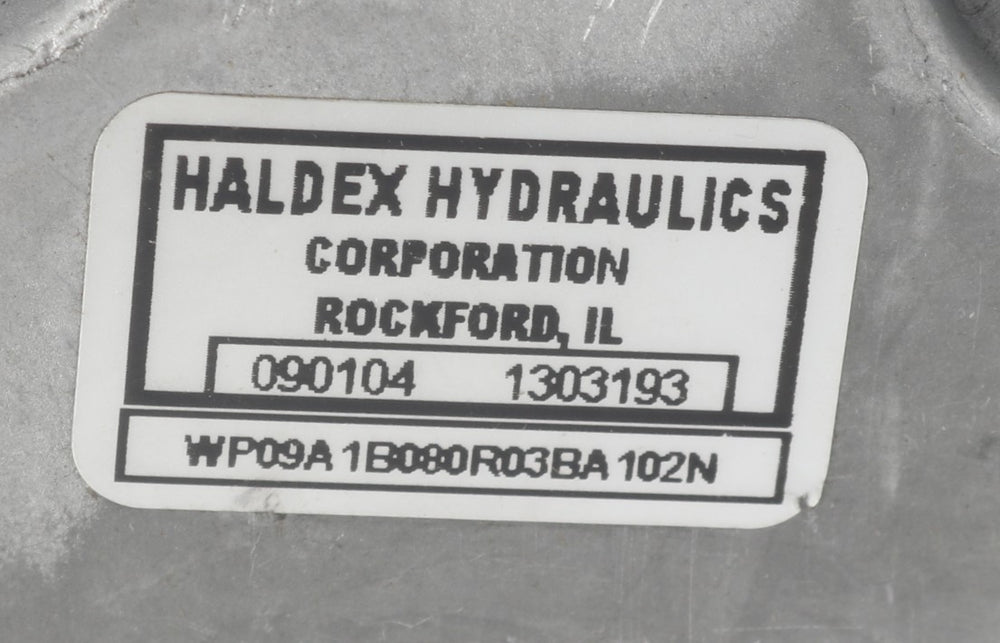 HALDEX HYDRAULICS
CORPORATION
ROCKFORD, IL
090104 1303193
WP09A1B080R03BA102N